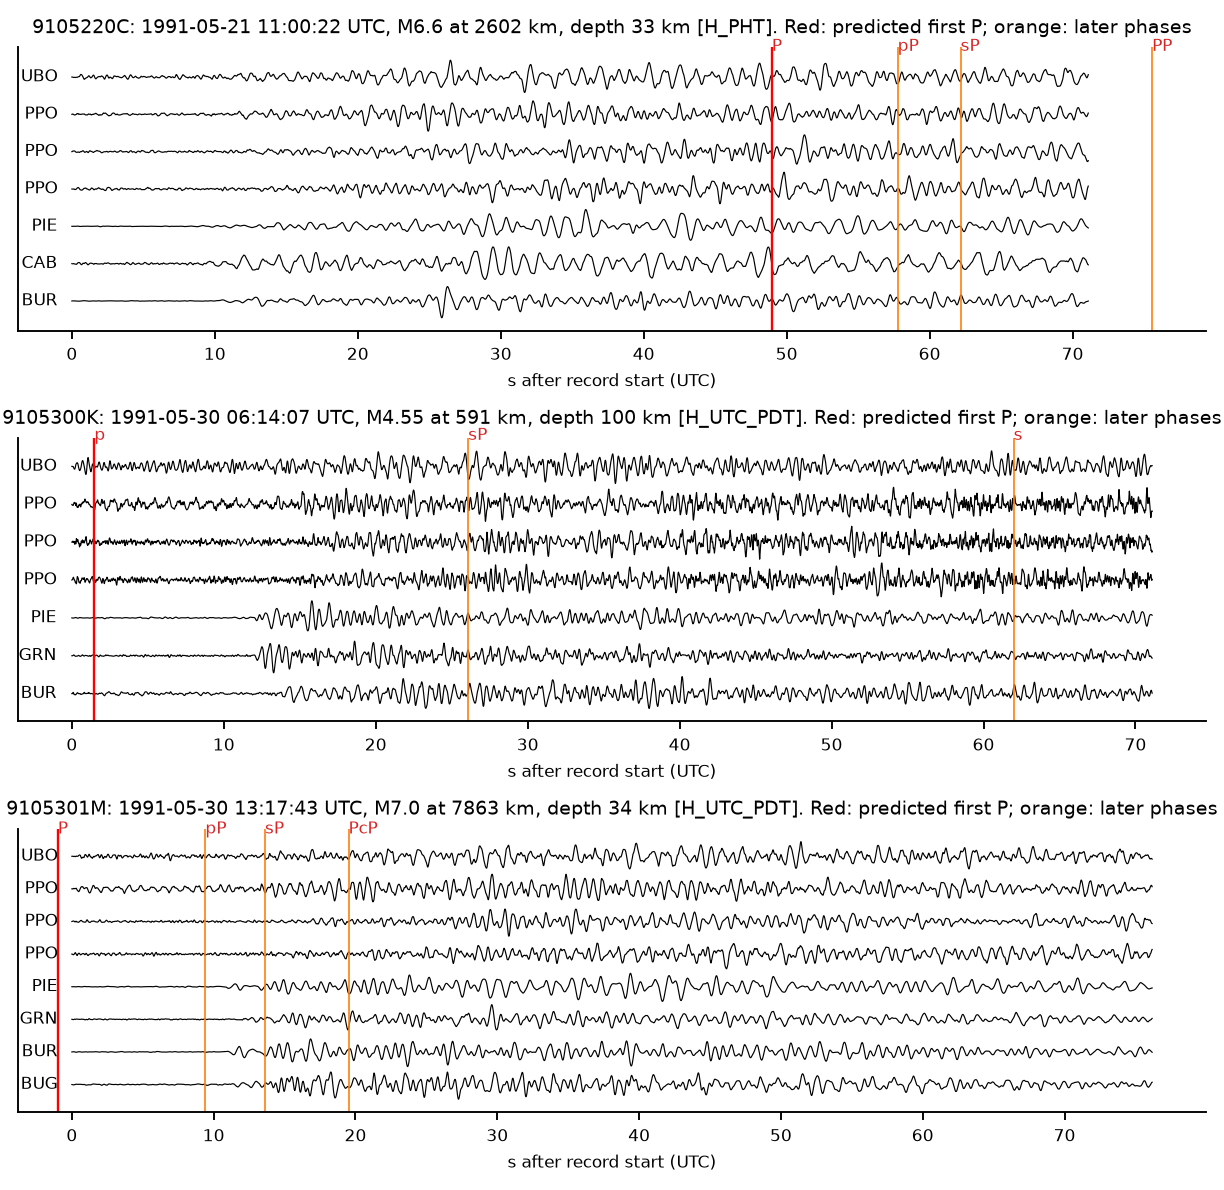 9105220C: 1991-05-21 11:00:22 UTC, M6.6 at 2602 km, depth 33 km [H_PHT]. Red: predicted first P; orange: later phases
P pP sP PP
UBO
PPO
PPO
PPO
PIE
CAB
BUR
0 10 20 30 40 50 60 70
s after record start (UTC)
9105300K: 1991-05-30 06:14:07 UTC, M4.55 at 591 km, depth 100 km [H_UTC_PDT]. Red: predicted first P; orange: later phases
p sP s
UBO
PPO
PPO
PPO
PIE
GRN
BUR
0 10 20 30 40 50 60 70
s after record start (UTC)
9105301M: 1991-05-30 13:17:43 UTC, M7.0 at 7863 km, depth 34 km [H_UTC_PDT]. Red: predicted first P; orange: later phases
P pP sP PcP
UBO
PPO
PPO
PPO
PIE
GRN
BUR
BUG
0 10 20 30 40 50 60 70
s after record start (UTC)